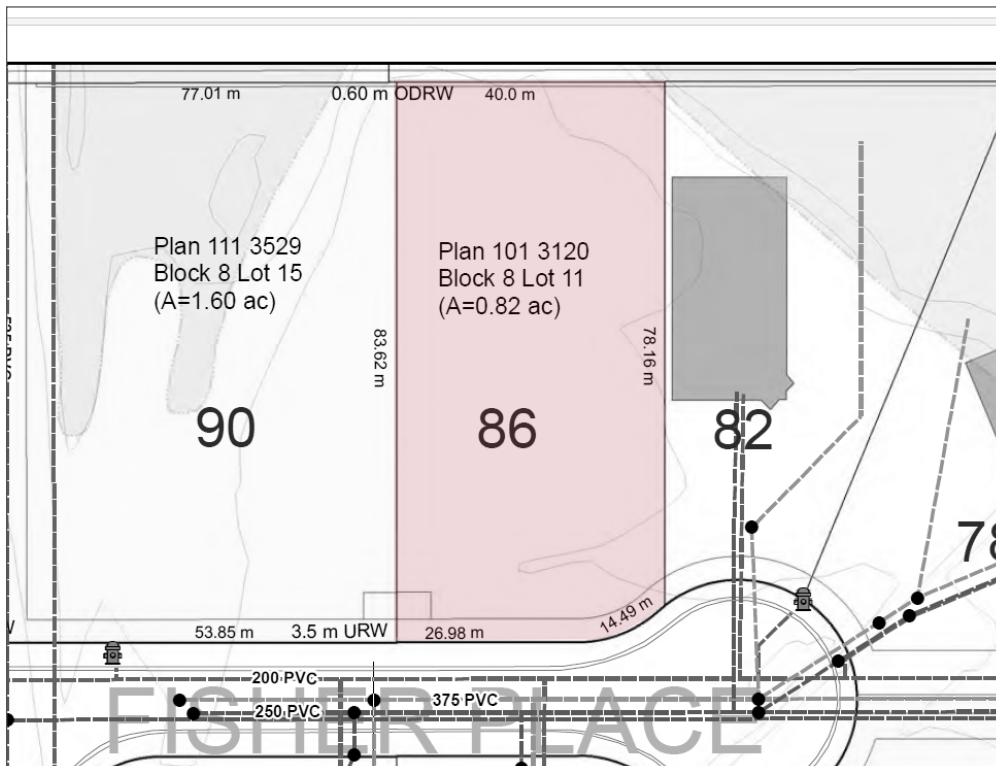 77.01 m
0.60 m ODRW
40.0 m
Plan 111 3529
Block 8 Lot 15
(A=1.60 ac)
Plan 101 3120
Block 8 Lot 11
(A=0.82 ac)
83.62 m
78.16 m
90
86
82
78
14.49 m
53.85 m
3.5 m URW
26.98 m
200 PVC
375 PVC
250 PVC
FISHER PLACE